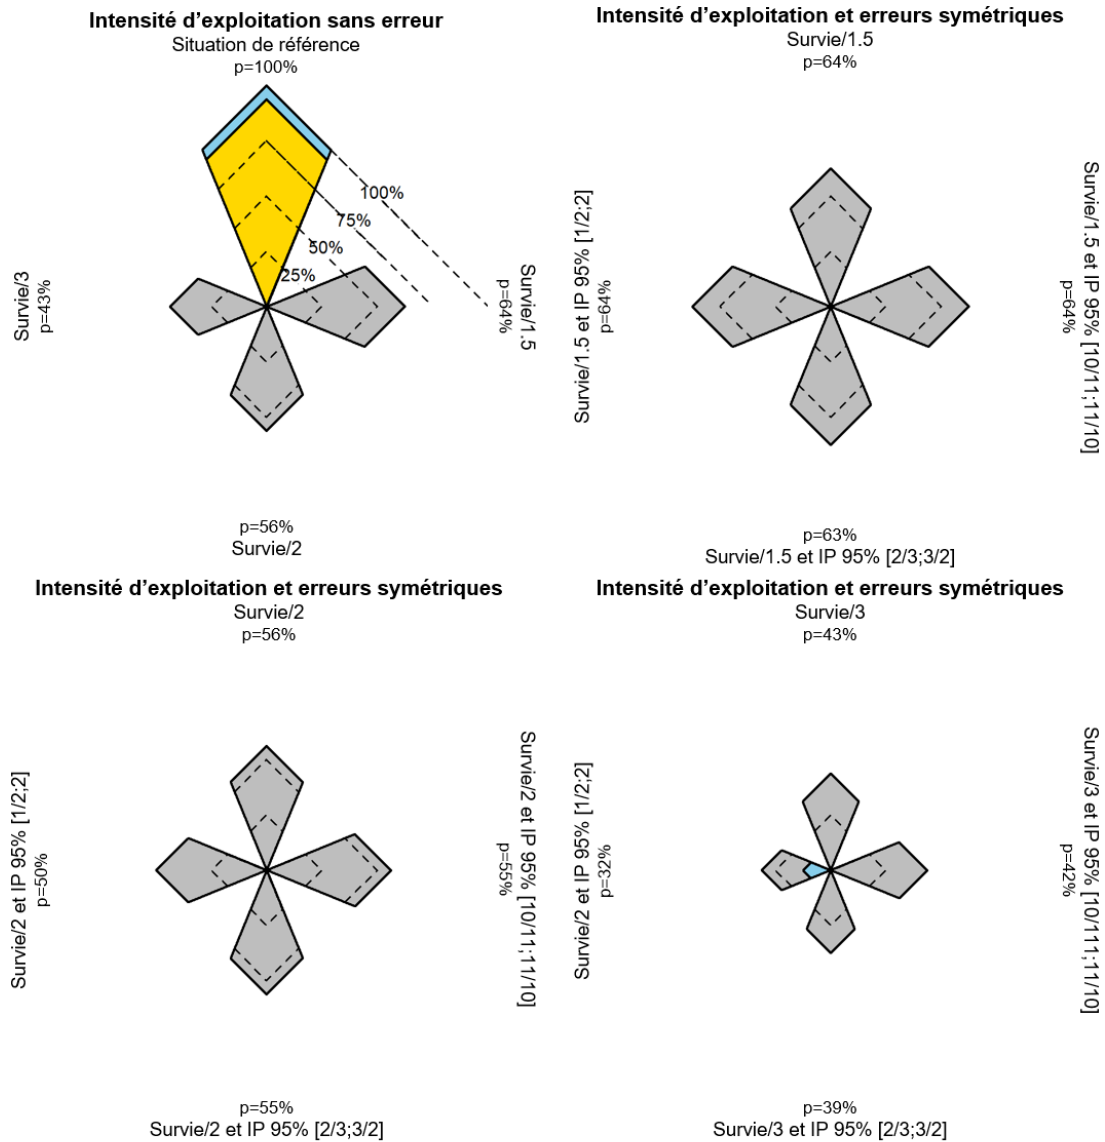 Intensité d'exploitation sans erreur
Situation de référence
p=100%
100%
75%
50%
25%
Survie/3
p=43%
Survie/1.5
p=64%
p=56%
Survie/2
Intensité d'exploitation et erreurs symétriques
Survie/1.5
p=64%
Survie/1.5 et IP 95% [1/2;2]
p=64%
Survie/1.5 et IP 95% [10/11;11/10]
p=64%
p=63%
Survie/1.5 et IP 95% [2/3;3/2]
Intensité d'exploitation et erreurs symétriques
Survie/2
p=56%
Survie/2 et IP 95% [1/2;2]
p=50%
Survie/2 et IP 95% [10/11;11/10]
p=55%
p=55%
Survie/2 et IP 95% [2/3;3/2]
Intensité d'exploitation et erreurs symétriques
Survie/3
p=43%
Survie/2 et IP 95% [1/2;2]
p=32%
Survie/3 et IP 95% [10/111;11/10]
p=42%
p=39%
Survie/3 et IP 95% [2/3;3/2]